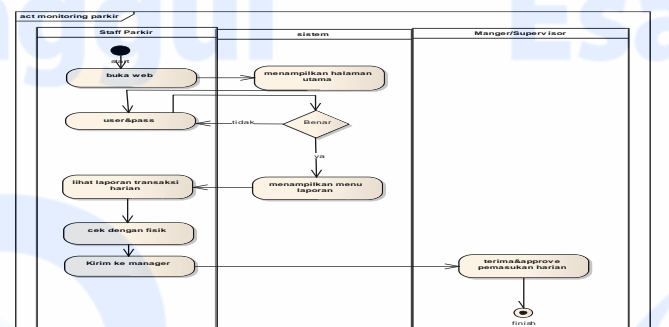 act monitoring parkir
Staff Parkir
sistem
Manger/Supervisor
start
buka web
menampilkan halaman
utama
user&pass
tidak
Benar
ya
lihat laporan transaksi
harian
menampilkan menu
laporan
cek dengan fisik
Kirim ke manager
terima&approve
pemasukan harian
finish